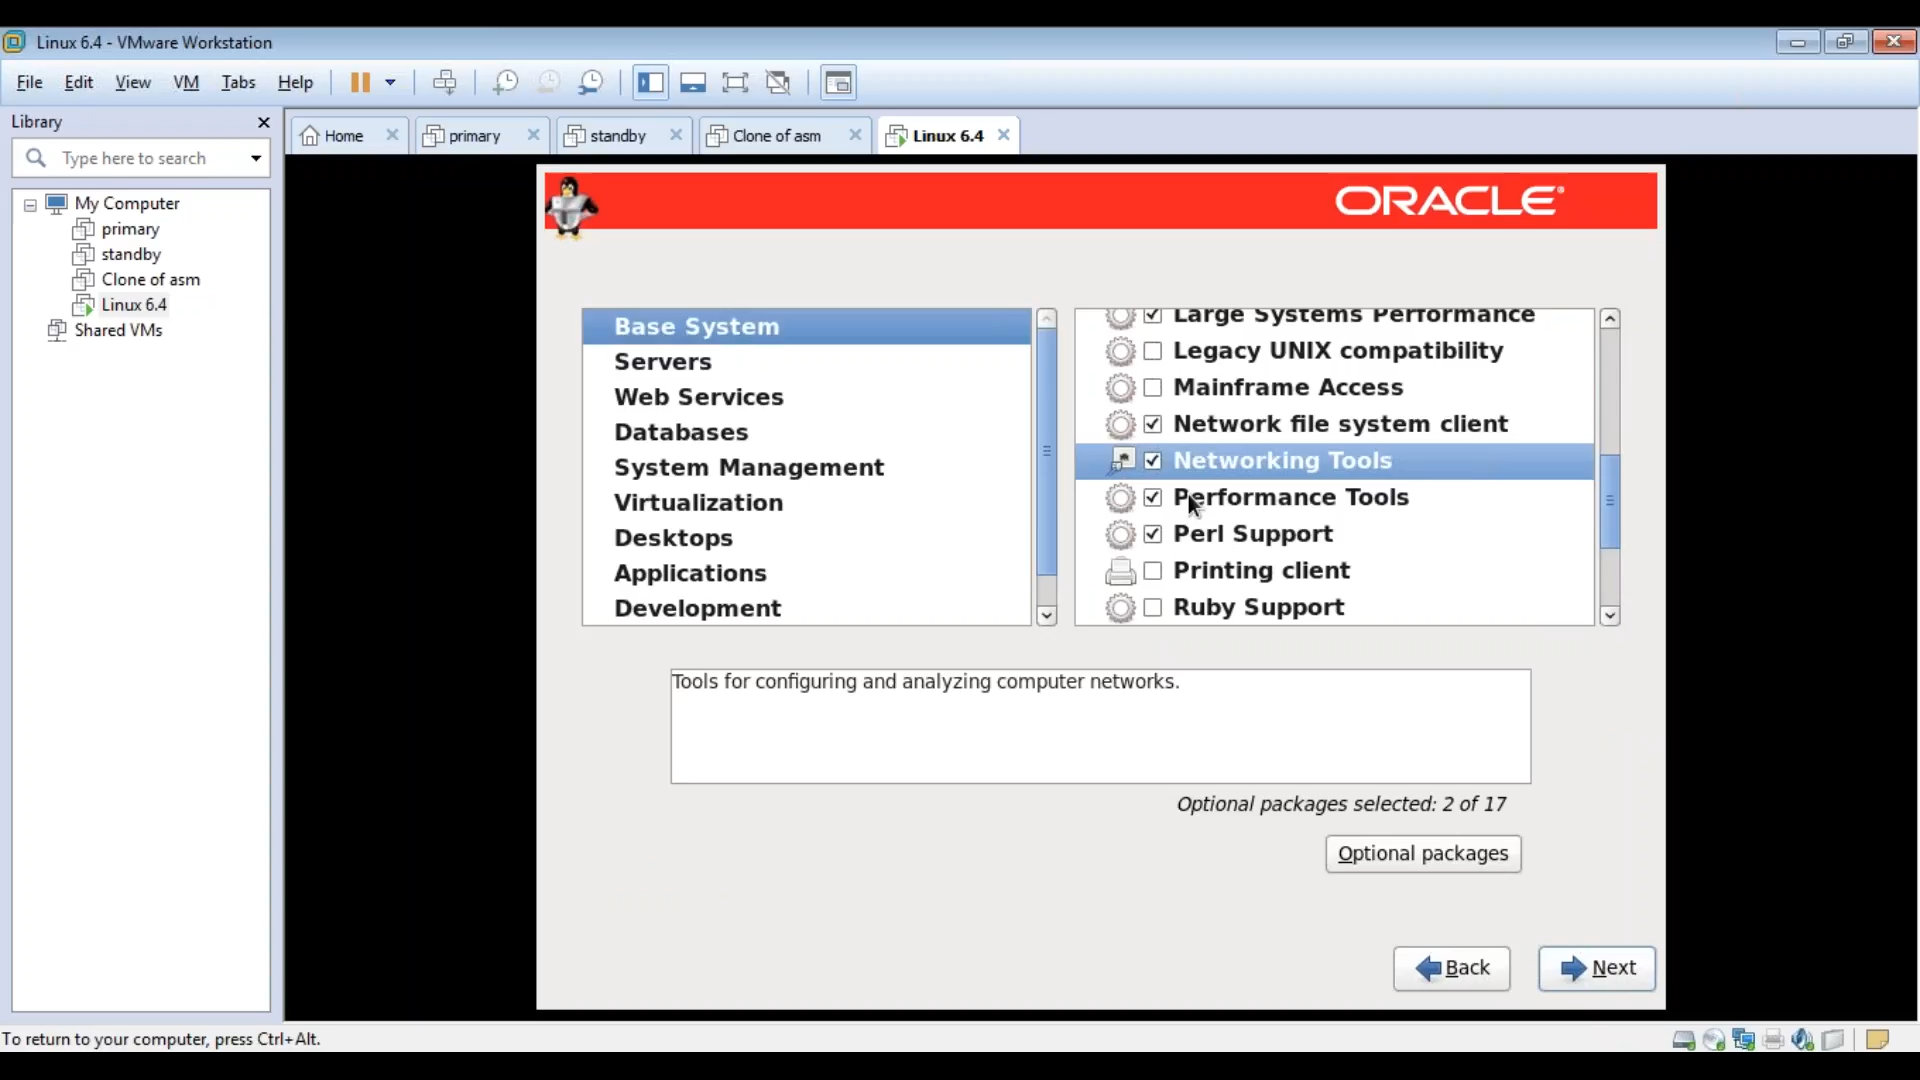 Linux 6.4 - VMware Workstation
File Edit View VM Tabs Help
Library
Type here to search
My Computer
primary
standby
Clone of asm
Linux 6.4
Shared VMs
Home primary standby Clone of asm Linux 6.4
ORACLE®
Base System
Servers
Web Services
Databases
System Management
Virtualization
Desktops
Applications
Development
Large Systems Performance
Legacy UNIX compatibility
Mainframe Access
Network file system client
Networking Tools
Performance Tools
Perl Support
Printing client
Ruby Support
Tools for configuring and analyzing computer networks.
Optional packages selected: 2 of 17
Optional packages
Back Next
To return to your computer, press Ctrl+Alt.